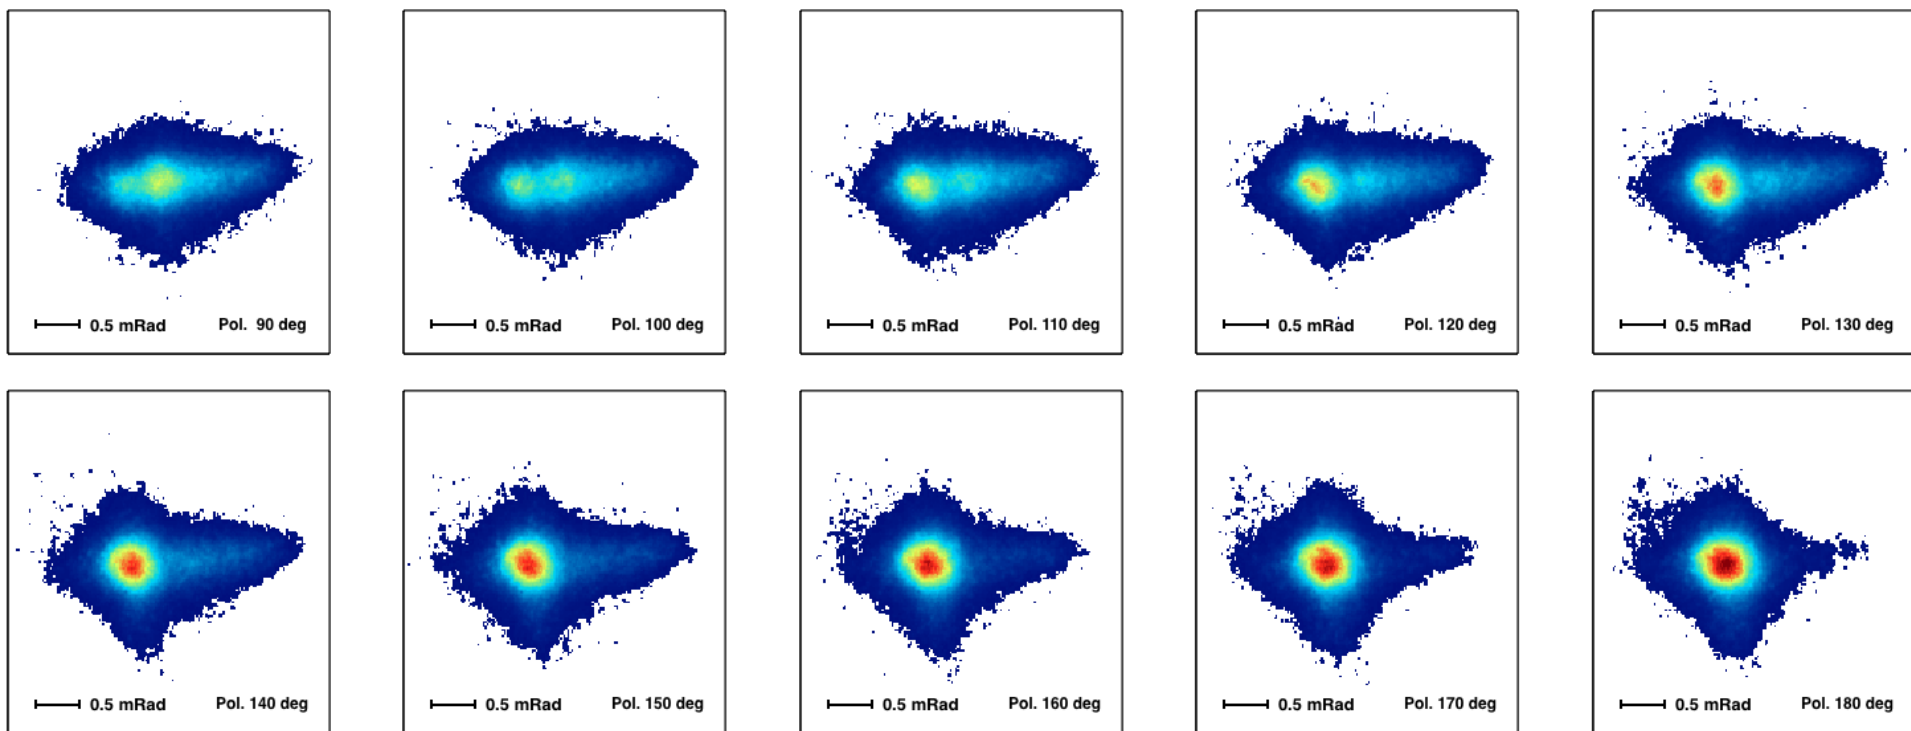 0.5 mRad Pol. 90 deg
0.5 mRad Pol. 100 deg
0.5 mRad Pol. 110 deg
0.5 mRad Pol. 120 deg
0.5 mRad Pol. 130 deg
0.5 mRad Pol. 140 deg
0.5 mRad Pol. 150 deg
0.5 mRad Pol. 160 deg
0.5 mRad Pol. 170 deg
0.5 mRad Pol. 180 deg